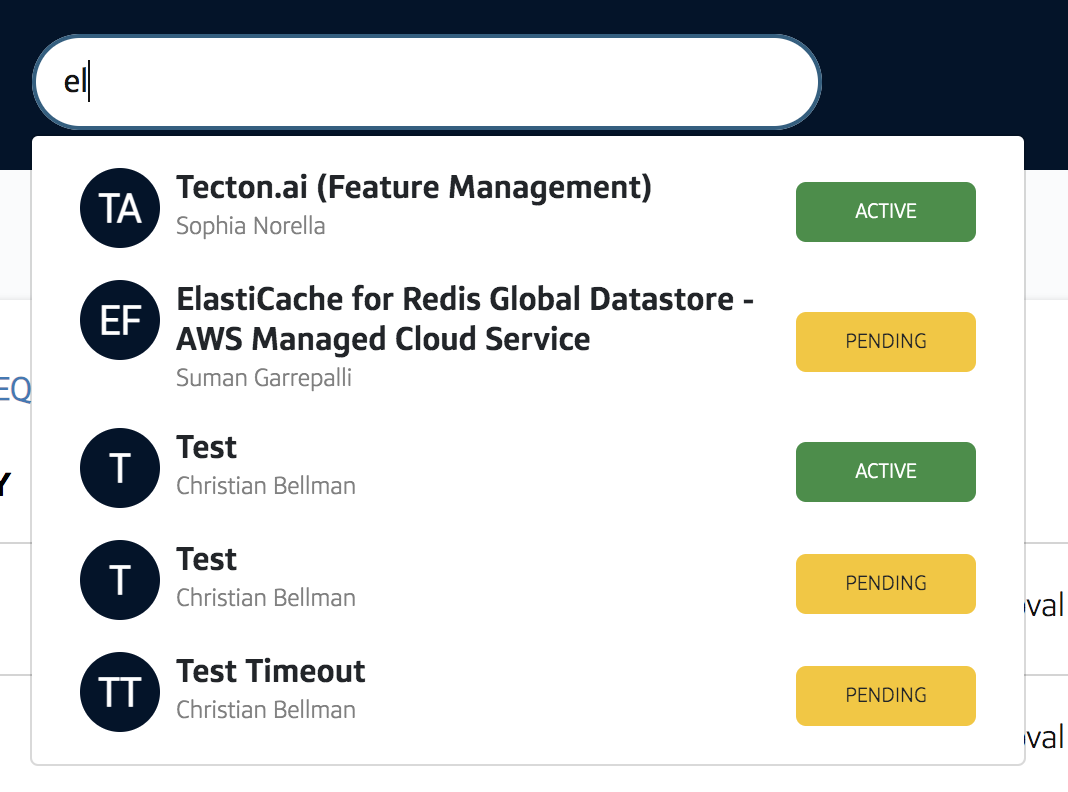 el
TA
Tecton.ai (Feature Management)
Sophia Norella
ACTIVE
EF
ElastiCache for Redis Global Datastore -
AWS Managed Cloud Service
Suman Garrepalli
PENDING
EQ
T
Test
Christian Bellman
ACTIVE
Y
T
Test
Christian Bellman
PENDING
oval
TT
Test Timeout
Christian Bellman
PENDING
oval